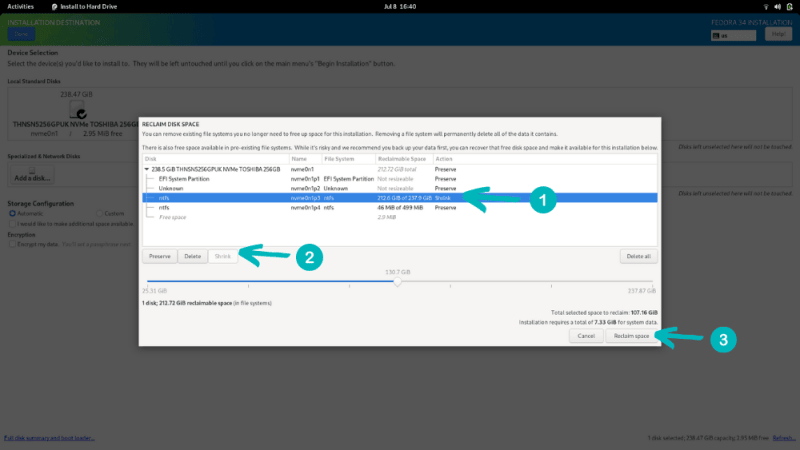 Activities Install to Hard Drive Jul 8 16:40
INSTALLATION DESTINATION FEDORA 34 INSTALLATION
Done Help!
Device Selection
Select the device(s) you'd like to install to. They will be left untouched until you click on the main menu's "Begin Installation" button.
Local Standard Disks
238.47 GiB
THNSN5256GPUK NVMe TOSHIBA 256G
nvme0n1 / 2.95 MiB free
Disks left unselected here will not be touched
Specialized & Network Disks
Add a disk...
Disks left unselected here will not be touched
Storage Configuration
Automatic Custom
I would like to make additional space available.
Encryption
Encrypt my data. You'll set a passphrase next.
RECLAIM DISK SPACE
You can remove existing file systems you no longer need to free up space for this installation. Removing a file system will permanently delete all of the data it contains.
There is also free space available in pre-existing file systems. While it's risky and we recommend you back up your data first, you can recover that free disk space and make it available for this installation below.
Disk Name File System Reclaimable Space Action
238.5 GiB THNSN5256GPUK NVMe TOSHIBA 256GB nvme0n1 212.72 GiB total Preserve
EFI System Partition nvme0n1p1 EFI System Partition Not resizeable Preserve
Unknown nvme0n1p2 Unknown Not resizeable Preserve
ntfs nvme0n1p3 ntfs 212.6 GiB of 237.9 GiB Shrink
ntfs nvme0n1p4 ntfs 46 MiB of 499 MiB Preserve
Free space 2.9 MiB
1
Preserve Delete Shrink Delete all
2
130.7 GiB
25.31 GiB 237.87 GiB
1 disk; 212.72 GiB reclaimable space (in file systems)
Total selected space to reclaim: 107.16 GiB
Installation requires a total of 7.33 GiB for system data.
Cancel Reclaim space
3
Full disk summary and boot loader... 1 disk selected; 238.47 GiB capacity; 2.95 MiB free Refresh...